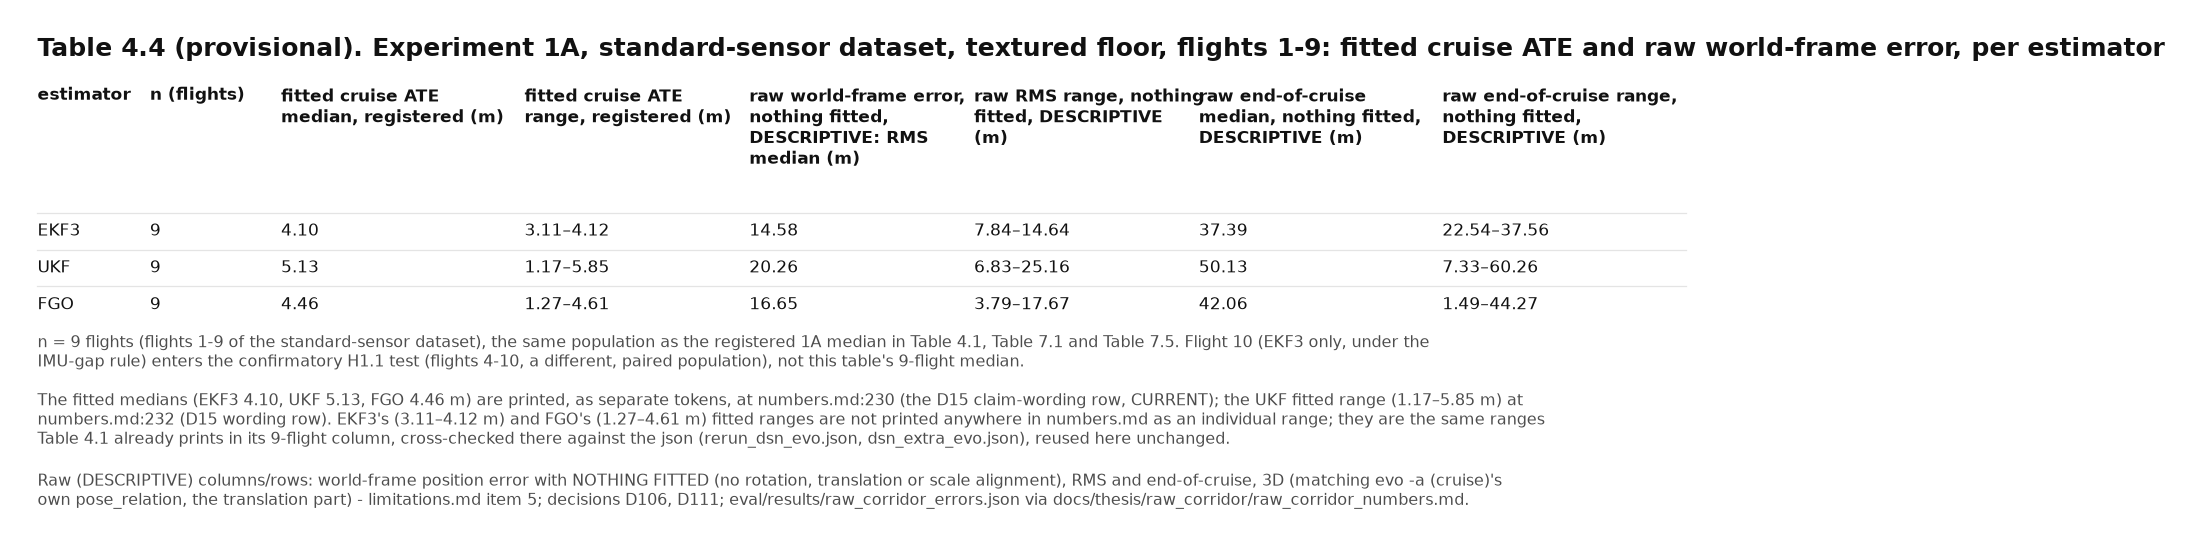 Table 4.4 (provisional). Experiment 1A, standard-sensor dataset, textured floor, flights 1-9: fitted cruise ATE and raw world-frame error, per estimator
estimator n (flights) fitted cruise ATE median, registered (m) fitted cruise ATE range, registered (m) raw world-frame error, nothing fitted, DESCRIPTIVE: RMS median (m) raw RMS range, nothing fitted, DESCRIPTIVE (m) raw end-of-cruise median, nothing fitted, DESCRIPTIVE (m) raw end-of-cruise range, nothing fitted, DESCRIPTIVE (m)
EKF3 9 4.10 3.11–4.12 14.58 7.84–14.64 37.39 22.54–37.56
UKF 9 5.13 1.17–5.85 20.26 6.83–25.16 50.13 7.33–60.26
FGO 9 4.46 1.27–4.61 16.65 3.79–17.67 42.06 1.49–44.27
n = 9 flights (flights 1-9 of the standard-sensor dataset), the same population as the registered 1A median in Table 4.1, Table 7.1 and Table 7.5. Flight 10 (EKF3 only, under the
IMU-gap rule) enters the confirmatory H1.1 test (flights 4-10, a different, paired population), not this table's 9-flight median.
The fitted medians (EKF3 4.10, UKF 5.13, FGO 4.46 m) are printed, as separate tokens, at numbers.md:230 (the D15 claim-wording row, CURRENT); the UKF fitted range (1.17–5.85 m) at
numbers.md:232 (D15 wording row). EKF3's (3.11–4.12 m) and FGO's (1.27–4.61 m) fitted ranges are not printed anywhere in numbers.md as an individual range; they are the same ranges
Table 4.1 already prints in its 9-flight column, cross-checked there against the json (rerun_dsn_evo.json, dsn_extra_evo.json), reused here unchanged.
Raw (DESCRIPTIVE) columns/rows: world-frame position error with NOTHING FITTED (no rotation, translation or scale alignment), RMS and end-of-cruise, 3D (matching evo -a (cruise)'s
own pose_relation, the translation part) - limitations.md item 5; decisions D106, D111; eval/results/raw_corridor_errors.json via docs/thesis/raw_corridor/raw_corridor_numbers.md.